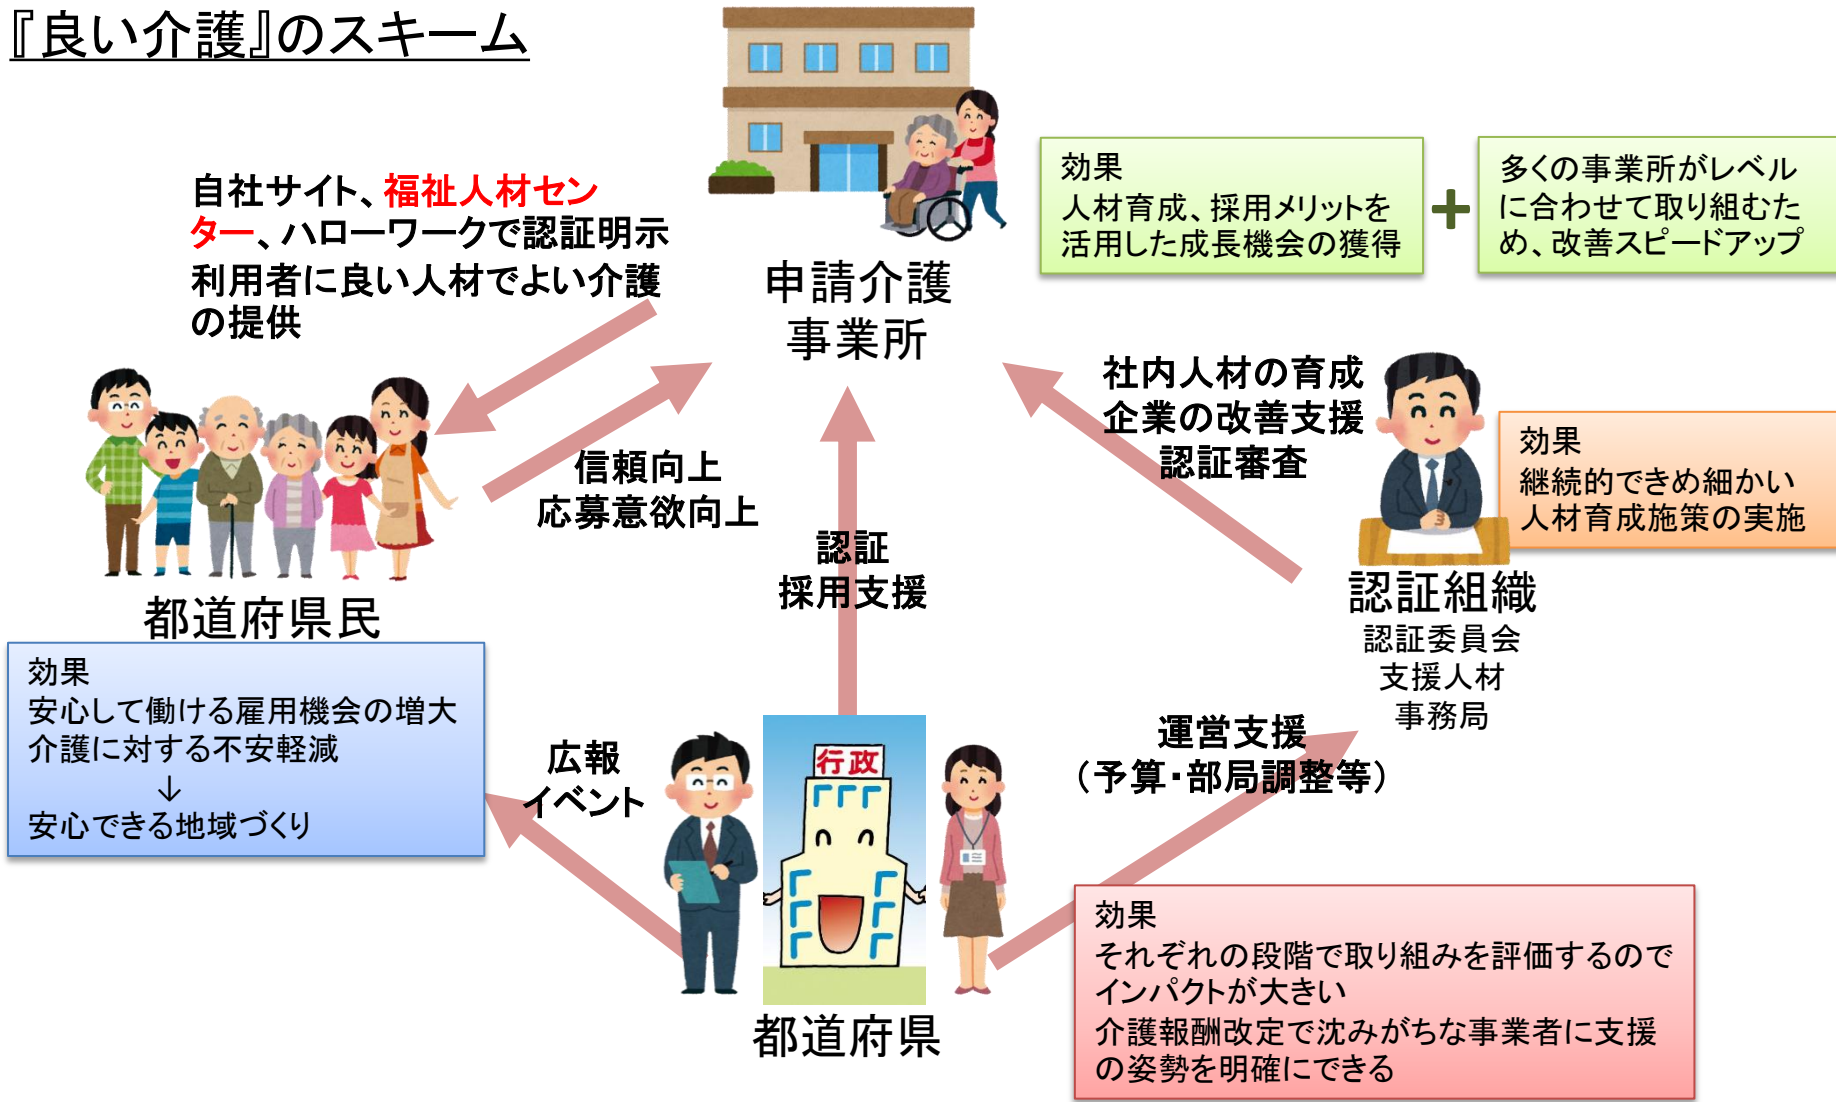 『良い介護』のスキーム
自社サイト、福祉人材セン
ター、ハローワークで認証明示
利用者に良い人材でよい介護
の提供
申請介護
事業所
効果
人材育成、採用メリットを
活用した成長機会の獲得
+
多くの事業所がレベル
に合わせて取り組むた
め、改善スピードアップ
社内人材の育成
企業の改善支援
認証審査
効果
継続的できめ細かい
人材育成施策の実施
信頼向上
応募意欲向上
認証
採用支援
都道府県民
効果
安心して働ける雇用機会の増大
介護に対する不安軽減
↓
安心できる地域づくり
認証組織
認証委員会
支援人材
事務局
広報
イベント
行政
運営支援
（予算・部局調整等）
都道府県
効果
それぞれの段階で取り組みを評価するので
インパクトが大きい
介護報酬改定で沈みがちな事業者に支援
の姿勢を明確にできる